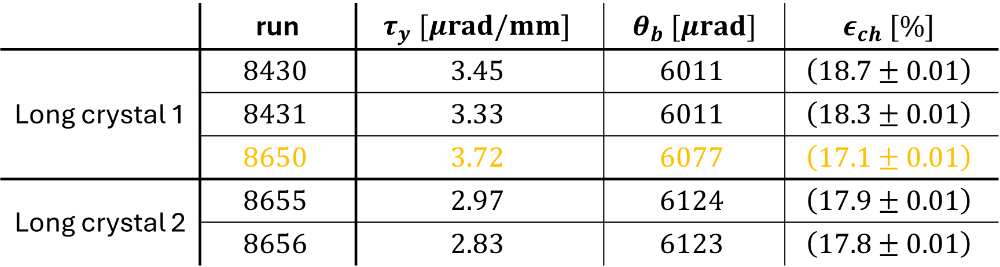 run τ_y [μrad/mm] θ_b [μrad] ϵ_ch [%]
Long crystal 1
8430 3.45 6011 (18.7 ± 0.01)
8431 3.33 6011 (18.3 ± 0.01)
8650 3.72 6077 (17.1 ± 0.01)
Long crystal 2
8655 2.97 6124 (17.9 ± 0.01)
8656 2.83 6123 (17.8 ± 0.01)